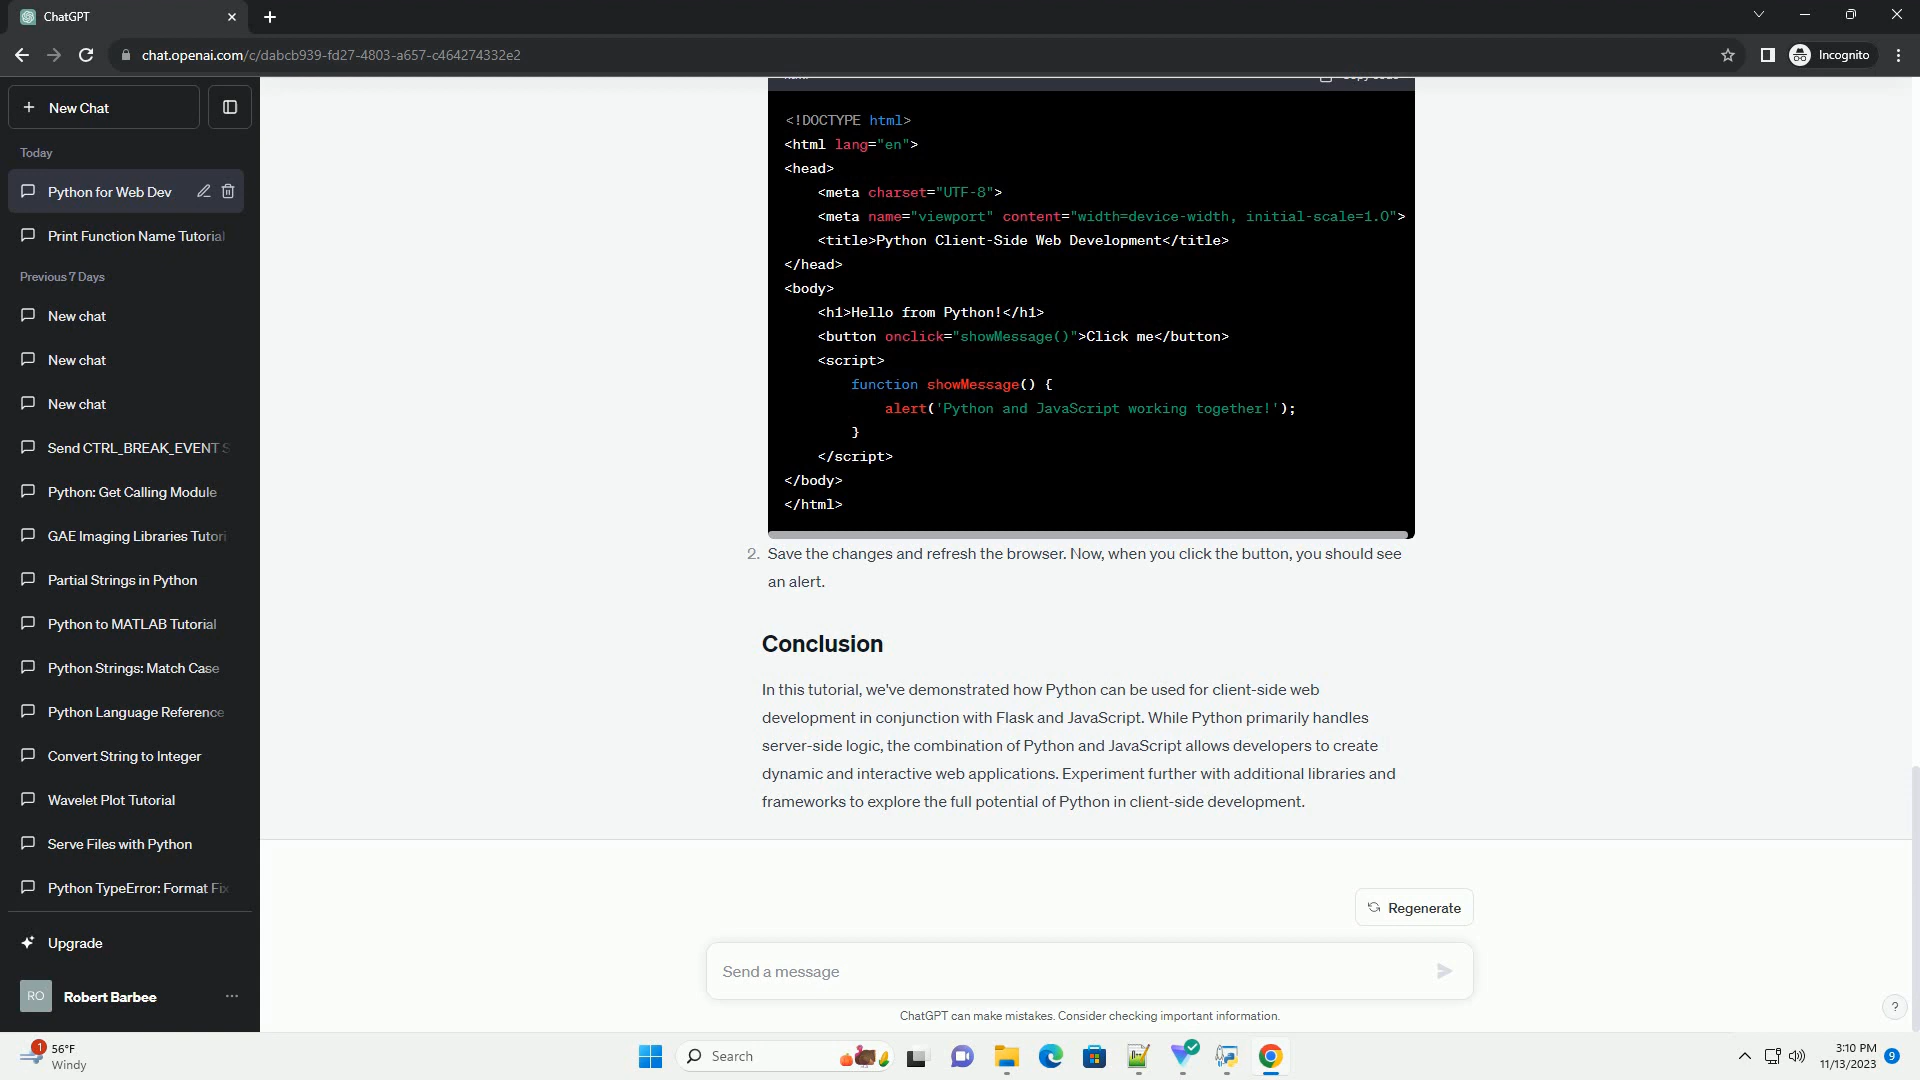 ChatGPT
chat.openai.com/c/dabcb939-fd27-4803-a657-c464274332e2
Incognito
New Chat
Today
Python for Web Dev
Print Function Name Tutorial
Previous 7 Days
New chat
New chat
New chat
Send CTRL_BREAK_EVENT S
Python: Get Calling Module
GAE Imaging Libraries Tutori
Partial Strings in Python
Python to MATLAB Tutorial
Python Strings: Match Case
Python Language Reference
Convert String to Integer
Wavelet Plot Tutorial
Serve Files with Python
Python TypeError: Format Fix
Upgrade
RO
Robert Barbee
<!DOCTYPE html>
<html lang="en">
<head>
<meta charset="UTF-8">
<meta name="viewport" content="width=device-width, initial-scale=1.0">
<title>Python Client-Side Web Development</title>
</head>
<body>
<h1>Hello from Python!</h1>
<button onclick="showMessage()">Click me</button>
<script>
function showMessage() {
alert('Python and JavaScript working together!');
}
</script>
</body>
</html>
2. Save the changes and refresh the browser. Now, when you click the button, you should see
an alert.
Conclusion
In this tutorial, we've demonstrated how Python can be used for client-side web
development in conjunction with Flask and JavaScript. While Python primarily handles
server-side logic, the combination of Python and JavaScript allows developers to create
dynamic and interactive web applications. Experiment further with additional libraries and
frameworks to explore the full potential of Python in client-side development.
Regenerate
Send a message
ChatGPT can make mistakes. Consider checking important information.
?
1
56°F
Windy
Search
3:10 PM
11/13/2023
9